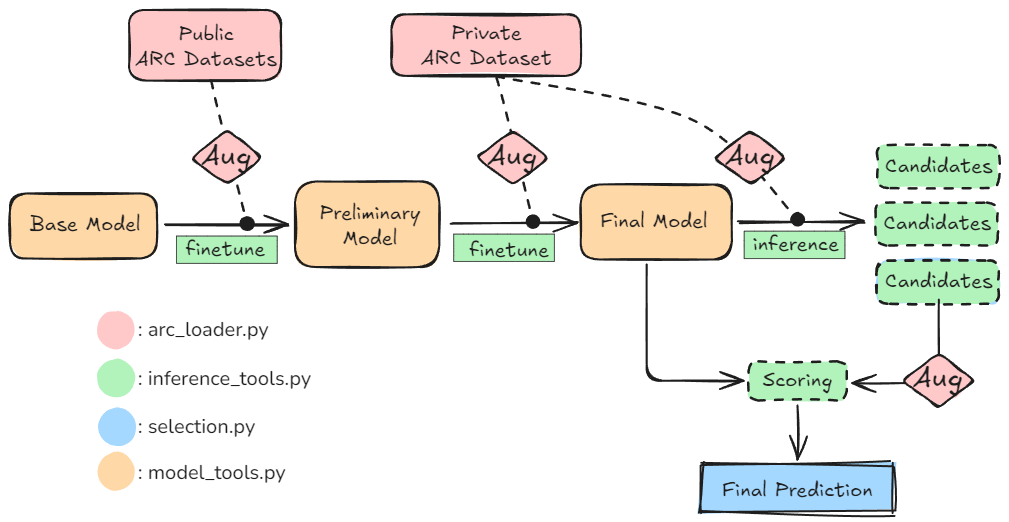 Public
ARC Datasets
Private
ARC Dataset
Aug
Aug
Aug
Candidates
Base Model
Preliminary
Model
Final Model
Candidates
finetune
finetune
inference
Candidates
: arc_loader.py
: inference_tools.py
: selection.py
: model_tools.py
Scoring
Aug
Final Prediction